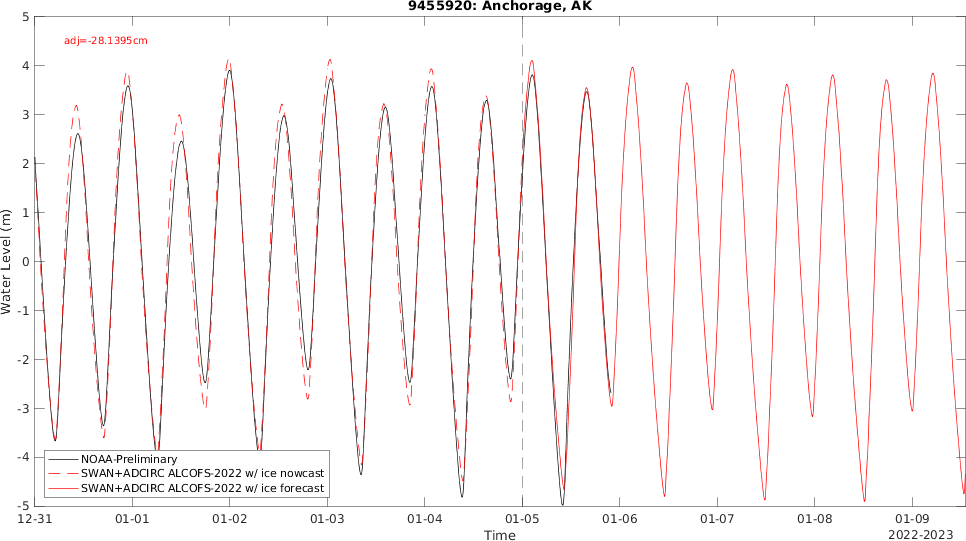 9455920: Anchorage, AK
adj=-28.1395cm
Water Level (m)
5
4
3
2
1
0
-1
-2
-3
-4
-5
NOAA-Preliminary
SWAN+ADCIRC ALCOFS-2022 w/ ice nowcast
SWAN+ADCIRC ALCOFS-2022 w/ ice forecast
12-31 01-01 01-02 01-03 01-04 01-05 01-06 01-07 01-08 01-09
Time
2022-2023